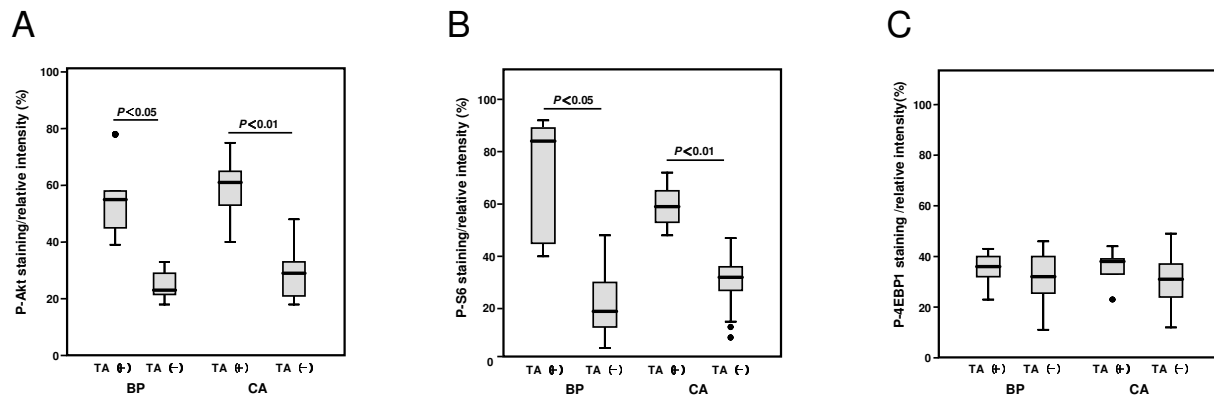 A
B
C
P-Akt staining/relative intensity (%)
100
80
60
40
20
0
P<0.05
P<0.01
TA (+) TA (−) TA (+) TA (−)
BP CA
P-S6 staining/relative intensity (%)
100
80
60
40
20
0
P<0.05
P<0.01
TA (+) TA (−) TA (+) TA (−)
BP CA
P-4EBP1 staining /relative intensity(%)
100
80
60
40
20
0
TA (+) TA (−) TA (+) TA (−)
BP CA